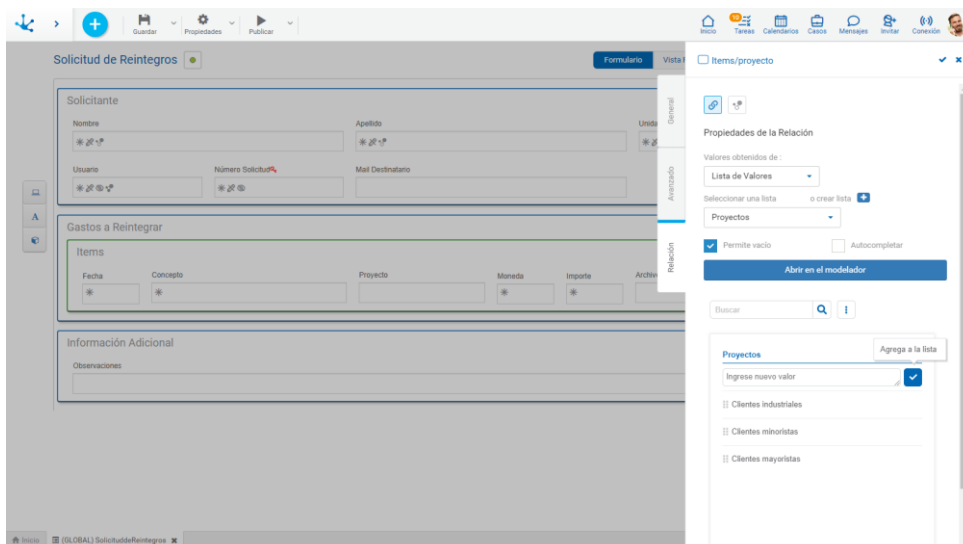 Guardar Propiedades Publicar
10
Inicio Tareas Calendarios Casos Mensajes Invitar Conexión
Solicitud de Reintegros
Formulario Vista
Solicitante
Nombre Apellido Unida
Usuario Número Solicitud Mail Destinatario
Gastos a Reintegrar
Items
Fecha Concepto Proyecto Moneda Importe Archiv
Información Adicional
Observaciones
A
General
Avanzado
Relación
Items/proyecto
Propiedades de la Relación
Valores obtenidos de :
Lista de Valores
Seleccionar una lista o crear lista
Proyectos
Permite vacío Autocompletar
Abrir en el modelador
Buscar
Agrega a la lista
Proyectos
Ingrese nuevo valor
Clientes industriales
Clientes minoristas
Clientes mayoristas
Inicio (GLOBAL) SolicituddeReintegros